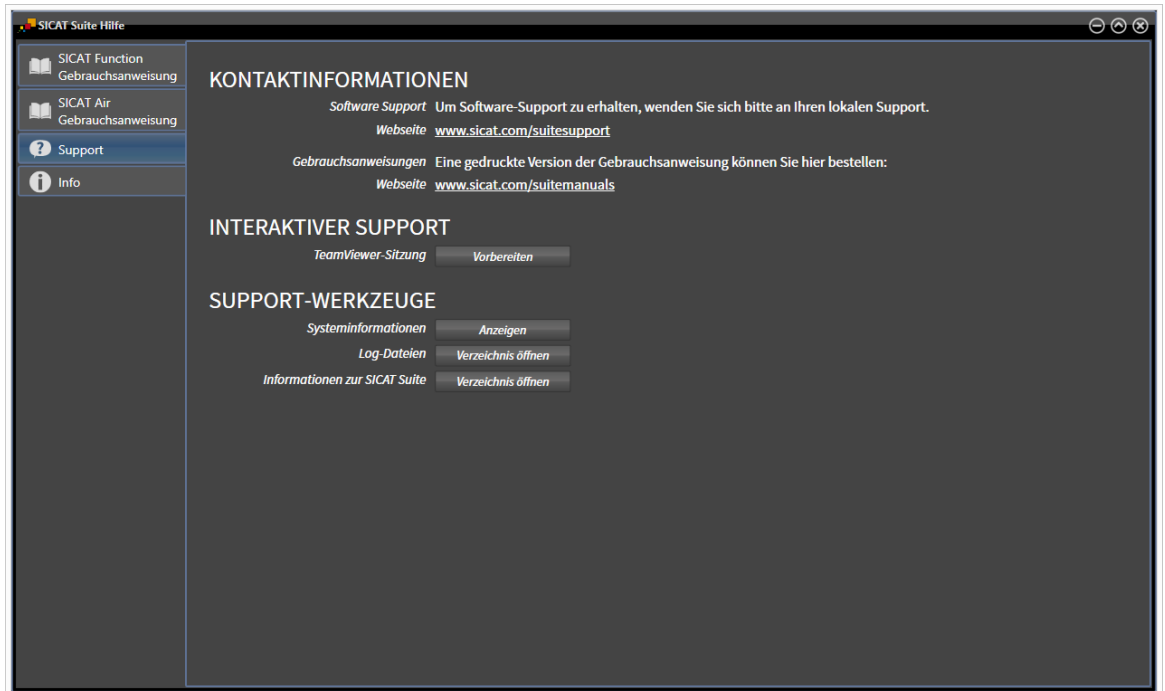 SICAT Suite Hilfe
SICAT Function
Gebrauchsanweisung
SICAT Air
Gebrauchsanweisung
Support
Info
KONTAKTINFORMATIONEN
Software Support Um Software-Support zu erhalten, wenden Sie sich bitte an Ihren lokalen Support.
Webseite www.sicat.com/suitesupport
Gebrauchsanweisungen Eine gedruckte Version der Gebrauchsanweisung können Sie hier bestellen:
Webseite www.sicat.com/suitemanuals
INTERAKTIVER SUPPORT
TeamViewer-Sitzung Vorbereiten
SUPPORT-WERKZEUGE
Systeminformationen Anzeigen
Log-Dateien Verzeichnis öffnen
Informationen zur SICAT Suite Verzeichnis öffnen